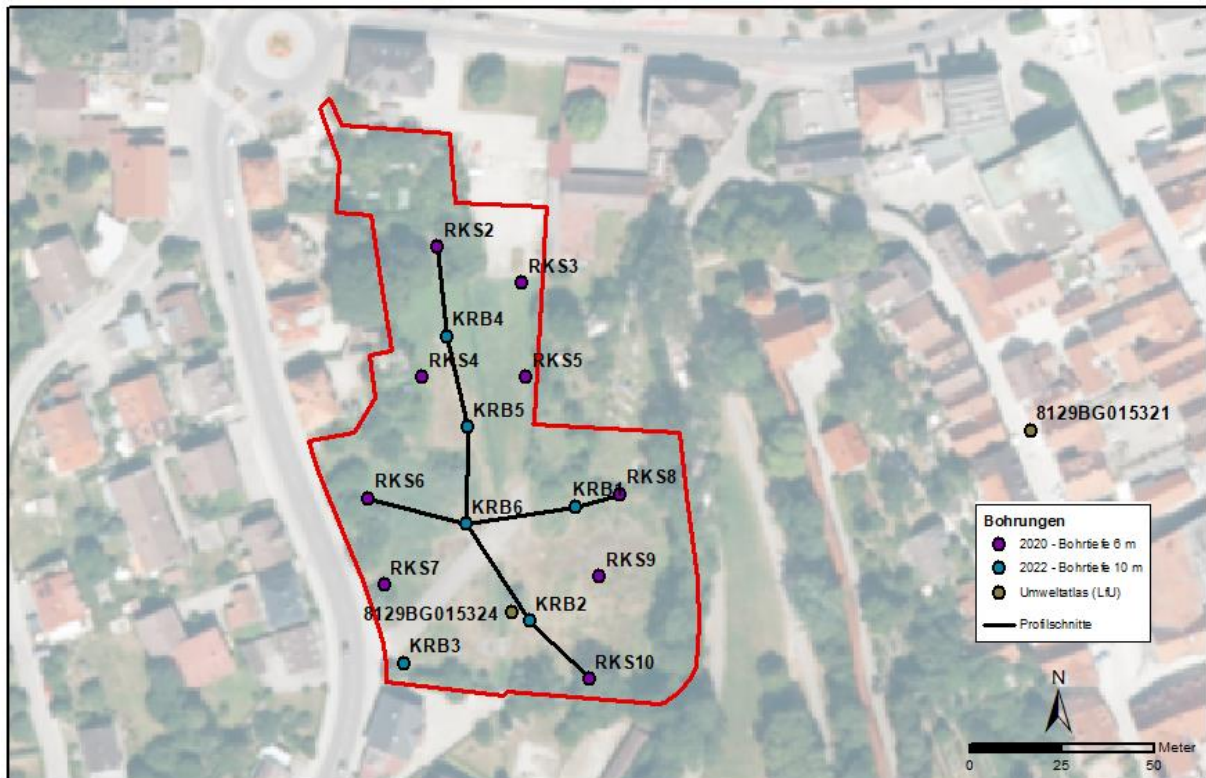 RKS2
RKS3
KRB4
RKS4
RKS5
KRB5
8129BG015321
RKS6
RKS8
KRB1
KRB6
RKS7
RKS9
8129BG015324
KRB2
KRB3
RKS10
Bohrungen
2020 - Bohrtiefe 6 m
2022 - Bohrtiefe 10 m
Umweltatlas (LfU)
Profilschnitte
N
Meter
0 25 50